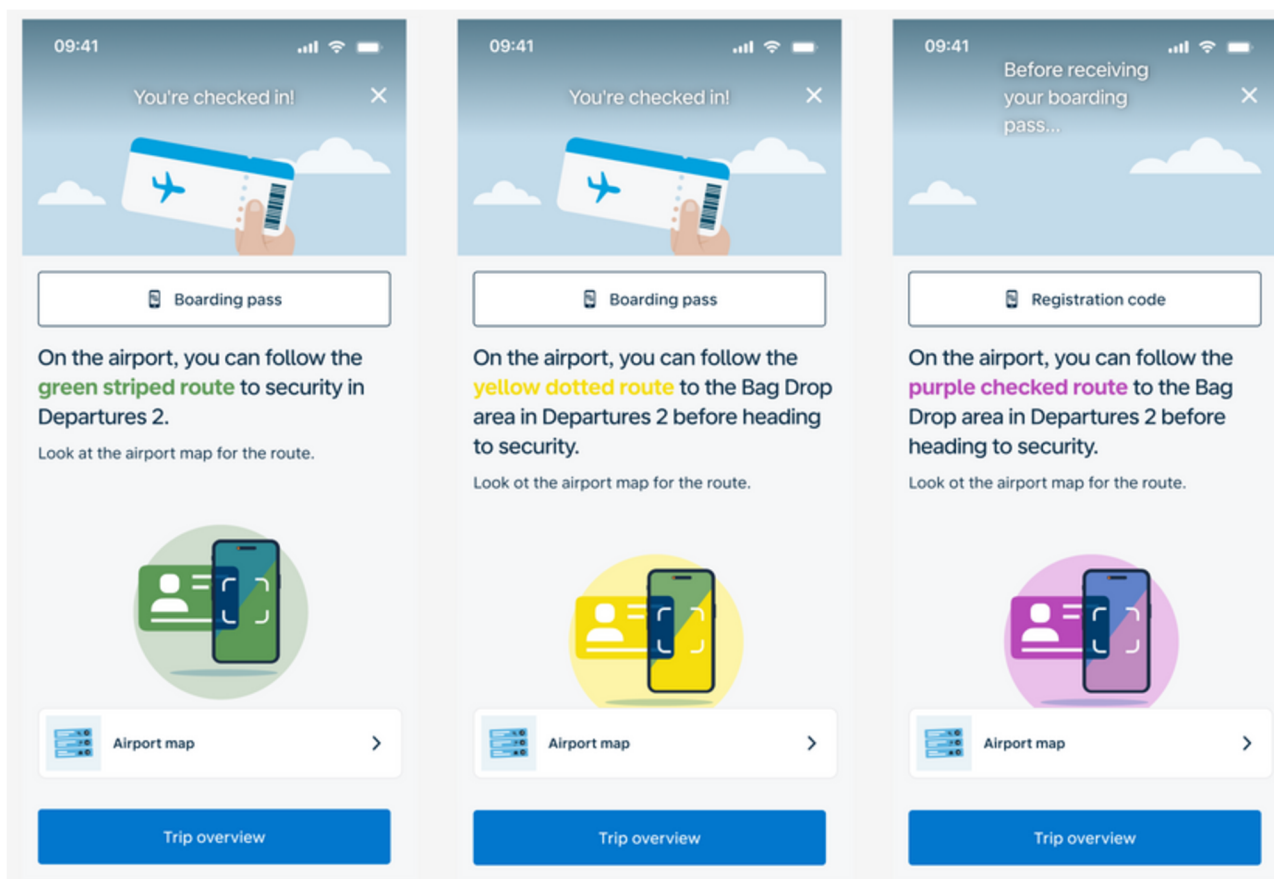 09:41
You're checked in!
Boarding pass
On the airport, you can follow the
green striped route to security in
Departures 2.
Look at the airport map for the route.
Airport map
Trip overview
09:41
You're checked in!
Boarding pass
On the airport, you can follow the
yellow dotted route to the Bag Drop
area in Departures 2 before heading
to security.
Look ot the airport map for the route.
Airport map
Trip overview
09:41
Before receiving
your boarding
pass...
Registration code
On the airport, you can follow the
purple checked route to the Bag
Drop area in Departures 2 before
heading to security.
Look ot the airport map for the route.
Airport map
Trip overview